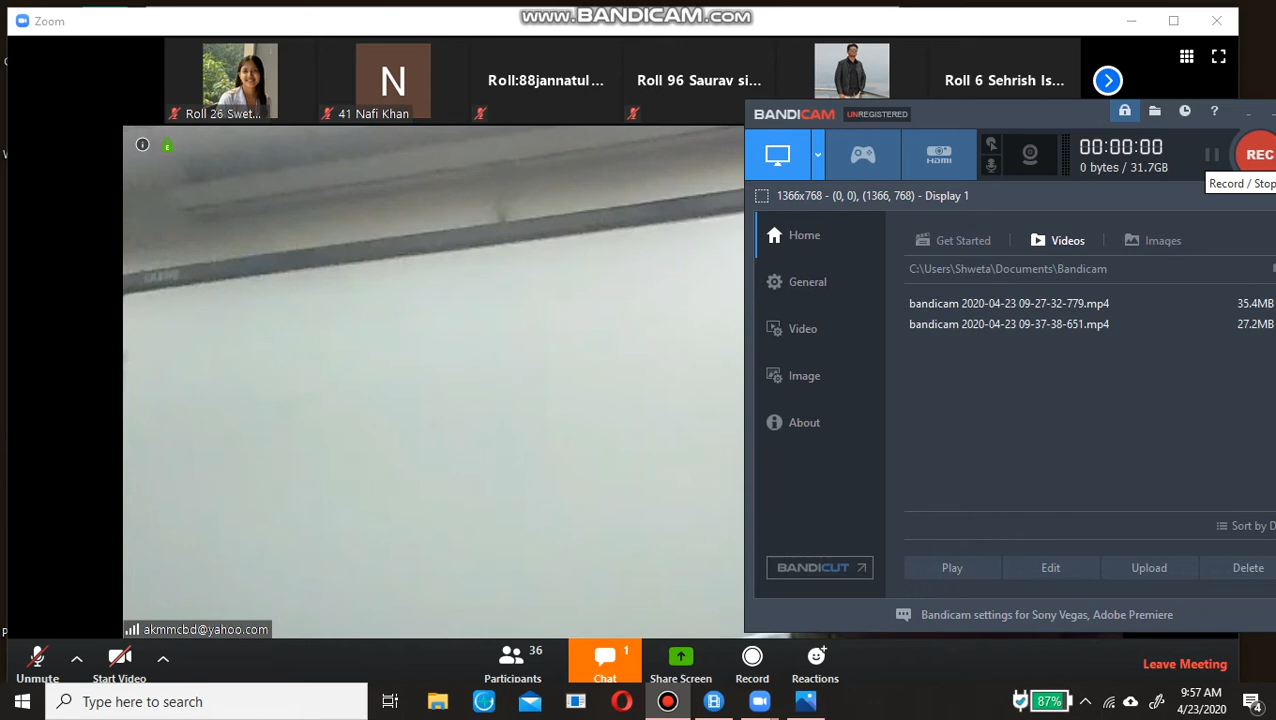 www.BANDICAM.com
Zoom
N
Roll:88jannatul...
Roll 96 Saurav si...
Roll 6 Sehrish Is...
Roll 26 Swet...
41 Nafi Khan
BANDICAM UNREGISTERED
?
HDMI
00:00:00
0 bytes / 31.7GB
REC
Record / Stop
1366x768 - (0, 0), (1366, 768) - Display 1
Home
General
Video
Image
About
Get Started
Videos
Images
C:\Users\Shweta\Documents\Bandicam
bandicam 2020-04-23 09-27-32-779.mp4 35.4MB
bandicam 2020-04-23 09-37-38-651.mp4 27.2MB
Sort by D
BANDICUT
Play
Edit
Upload
Delete
Bandicam settings for Sony Vegas, Adobe Premiere
akmmcbd@yahoo.com
Unmute
Start Video
36
Participants
1
Chat
Share Screen
Record
Reactions
Leave Meeting
Type here to search
87%
9:57 AM
4/23/2020
4